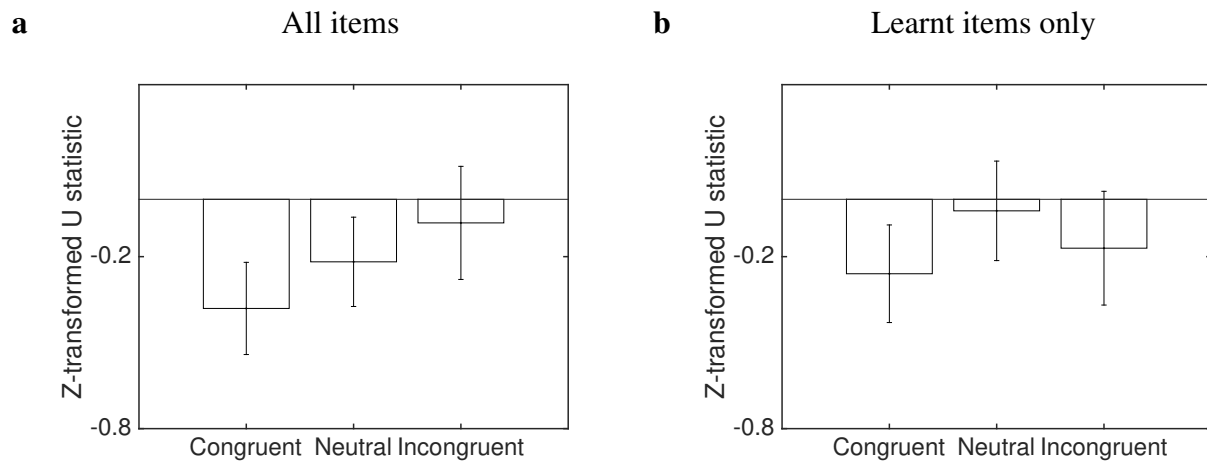 a All items
Z-transformed U statistic
-0.2
-0.8
Congruent Neutral Incongruent
b Learnt items only
Z-transformed U statistic
-0.2
-0.8
Congruent Neutral Incongruent